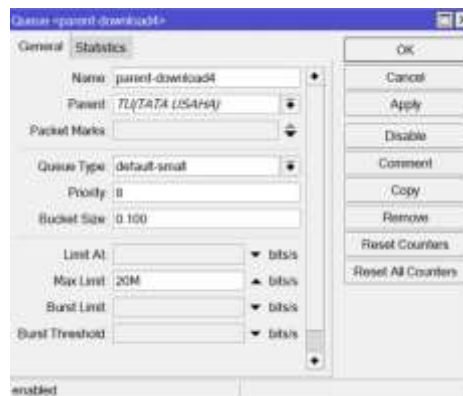 Queue <parent-download4>
General Statistics
Name parent-download4
Parent TU(TATA USAHA)
Packet Marks
Queue Type default-small
Priority 8
Bucket Size 0.100
Limit At bits/s
Max Limit 20M bits/s
Burst Limit bits/s
Burst Threshold bits/s
enabled
OK
Cancel
Apply
Disable
Comment
Copy
Remove
Reset Counters
Reset All Counters